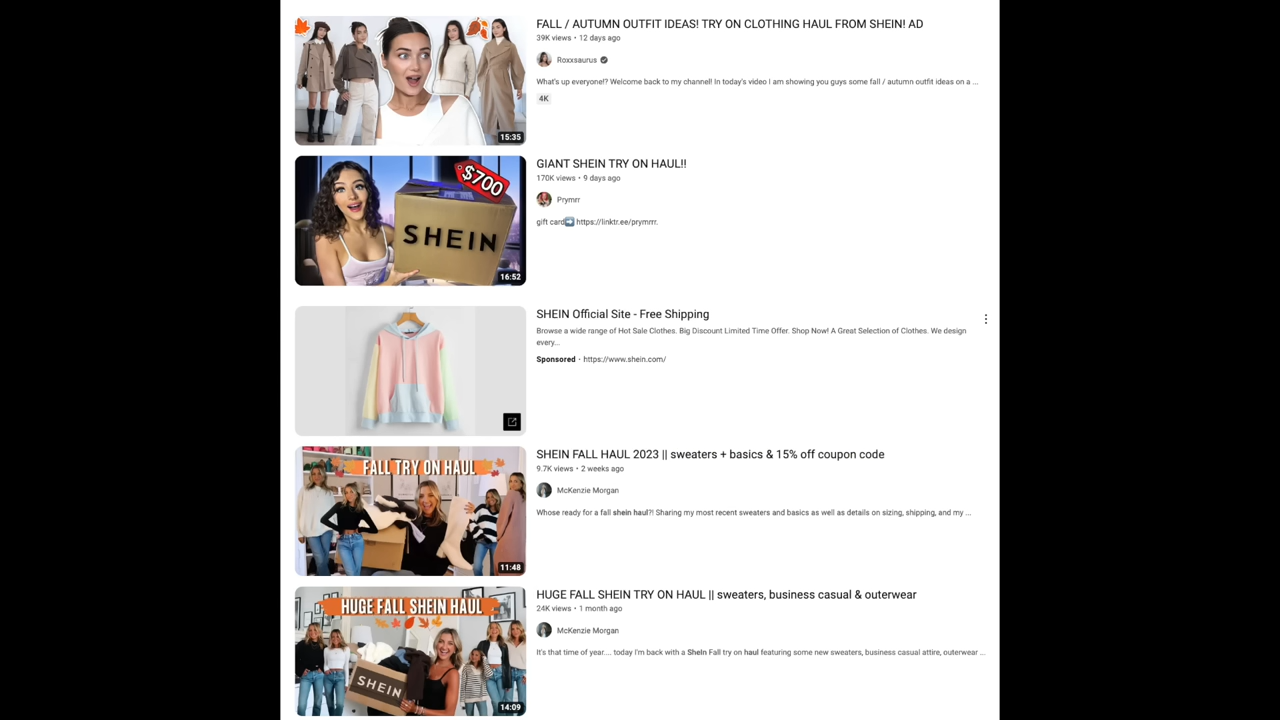 FALL / AUTUMN OUTFIT IDEAS! TRY ON CLOTHING HAUL FROM SHEIN! AD
39K views • 12 days ago
Roxxsaurus
What's up everyone!? Welcome back to my channel! In today's video I am showing you guys some fall / autumn outfit ideas on a ...
4K
15:35
GIANT SHEIN TRY ON HAUL!!
170K views • 9 days ago
Prymrr
gift card➡️ https://linktr.ee/prymrrr.
$700
SHEIN
16:52
SHEIN Official Site - Free Shipping
Browse a wide range of Hot Sale Clothes. Big Discount Limited Time Offer. Shop Now! A Great Selection of Clothes. We design
every...
Sponsored · https://www.shein.com/
SHEIN FALL HAUL 2023 || sweaters + basics & 15% off coupon code
9.7K views • 2 weeks ago
McKenzie Morgan
Whose ready for a fall shein haul?! Sharing my most recent sweaters and basics as well as details on sizing, shipping, and my ...
FALL TRY ON HAUL
11:48
HUGE FALL SHEIN TRY ON HAUL || sweaters, business casual & outerwear
24K views • 1 month ago
McKenzie Morgan
It's that time of year.... today I'm back with a SheIn Fall try on haul featuring some new sweaters, business casual attire, outerwear ...
HUGE FALL SHEIN HAUL
SHEIN
14:09